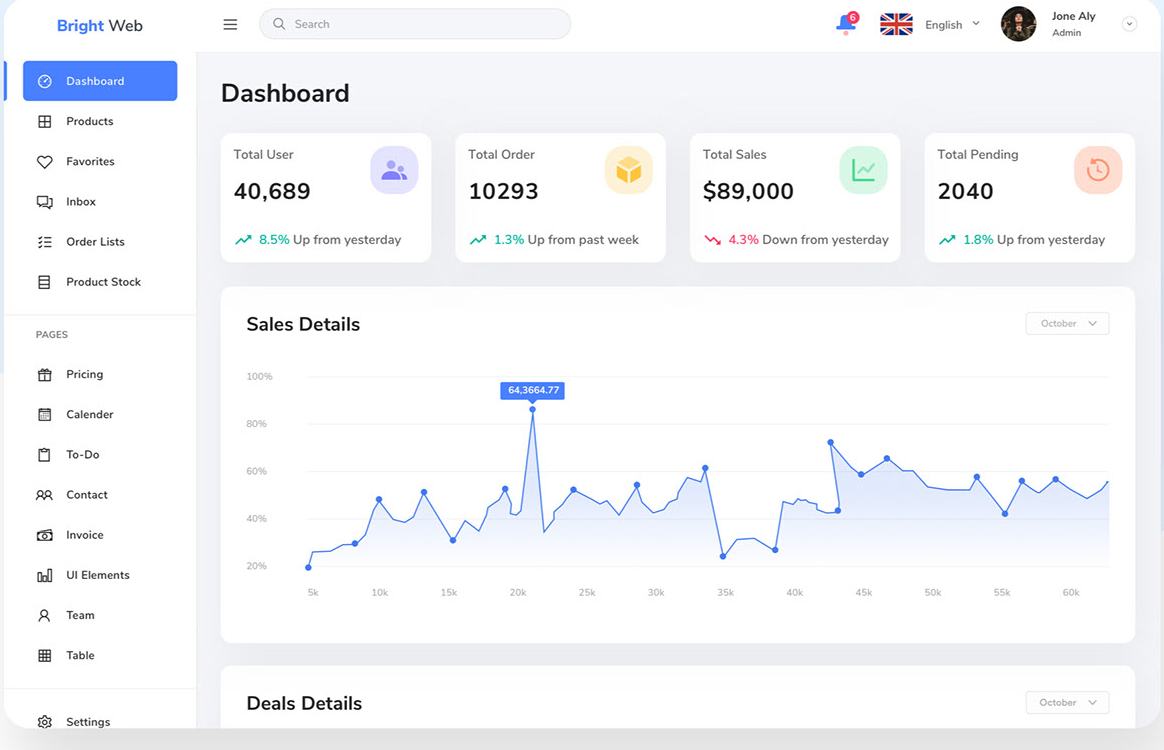 Bright Web
Search
6
English
Jone Aly
Admin
Dashboard
Products
Favorites
Inbox
Order Lists
Product Stock
PAGES
Pricing
Calender
To-Do
Contact
Invoice
UI Elements
Team
Table
Settings
Dashboard
Total User
40,689
8.5% Up from yesterday
Total Order
10293
1.3% Up from past week
Total Sales
$89,000
4.3% Down from yesterday
Total Pending
2040
1.8% Up from yesterday
Sales Details
October
64,3664.77
100%
80%
60%
40%
20%
5k 10k 15k 20k 25k 30k 35k 40k 45k 50k 55k 60k
Deals Details
October